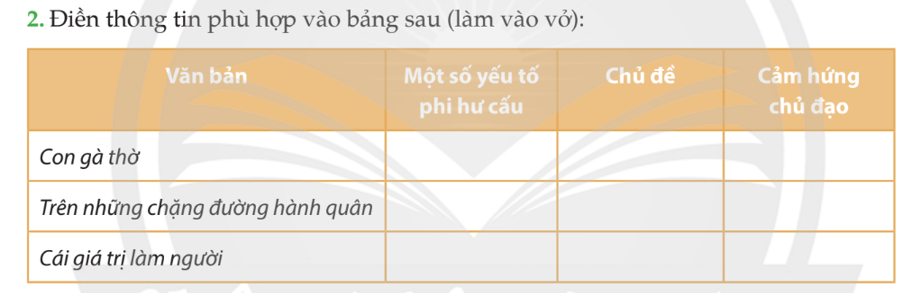 2. Điền thông tin phù hợp vào bảng sau (làm vào vở):
Văn bản
Một số yếu tố
phi hư cấu
Chủ đề
Cảm hứng
chủ đạo
Con gà thờ
Trên những chặng đường hành quân
Cái giá trị làm người